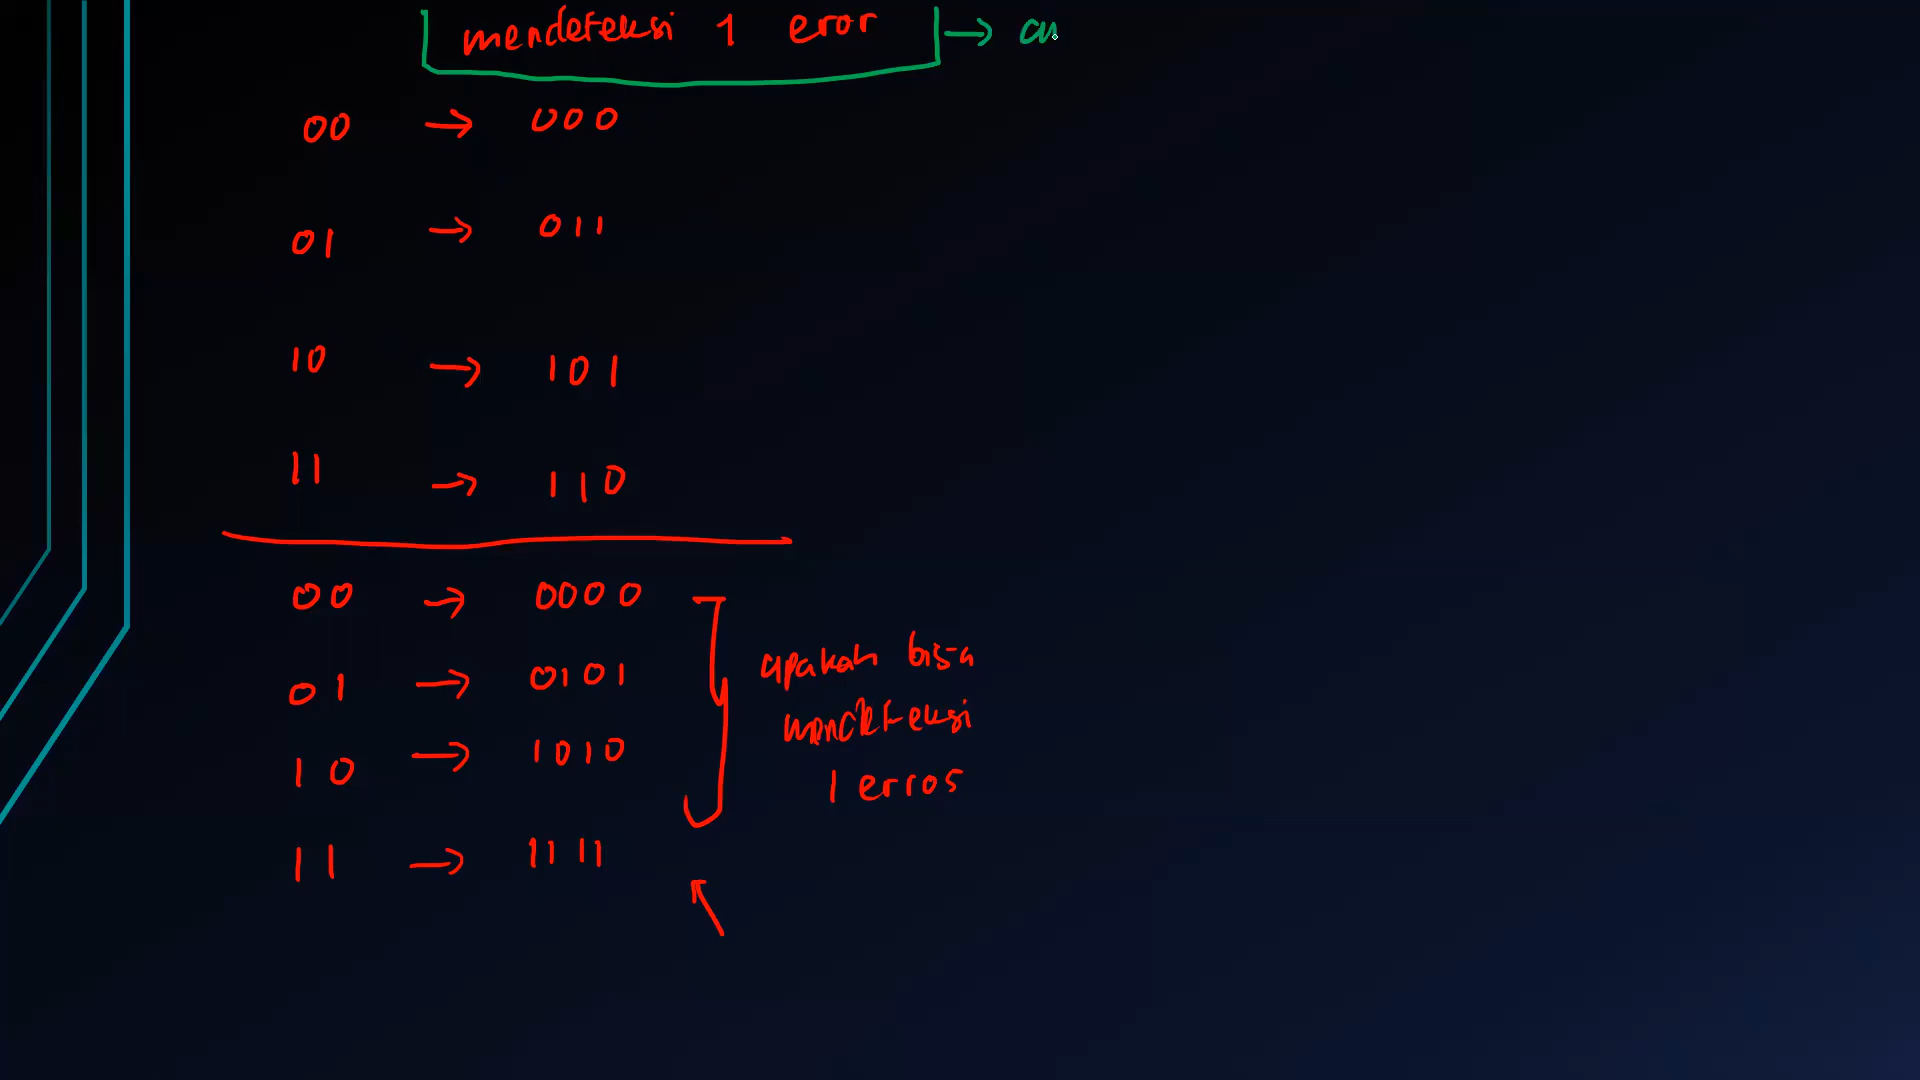 mendeteksi 1 eror → cu
00 → 000
01 → 011
10 → 101
11 → 110
00 → 0000
01 → 0101
10 → 1010
11 → 1111
apakah bisa
mendeteksi
1 erros